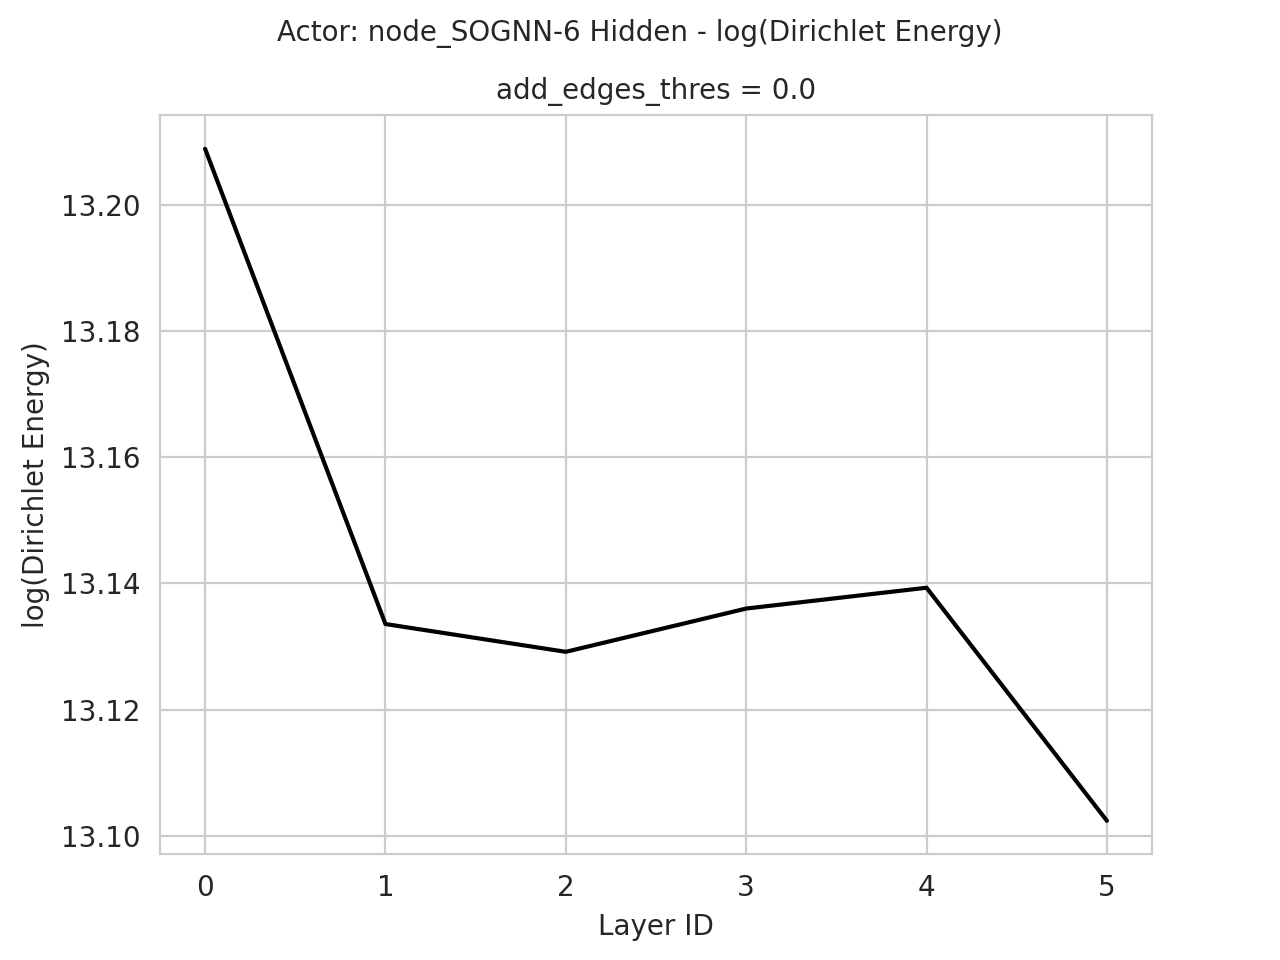 Actor: node_SOGNN-6 Hidden - log(Dirichlet Energy)
add_edges_thres = 0.0
log(Dirichlet Energy)
13.20
13.18
13.16
13.14
13.12
13.10
0 1 2 3 4 5
Layer ID